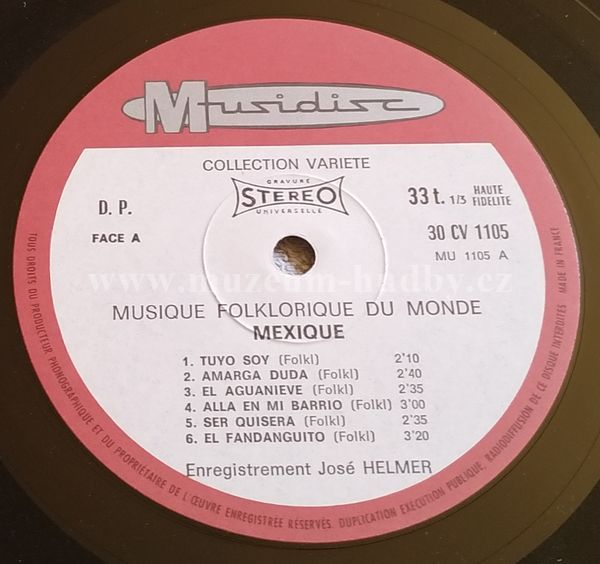 Musidisc
COLLECTION VARIETE
GRAVURE
STEREO
UNIVERSELLE
D. P.
FACE A
33 t. 1/3 HAUTE FIDELITE
30 CV 1105
MU 1105 A
www.muzeum-hudby.cz
MUSIQUE FOLKLORIQUE DU MONDE
MEXIQUE
1. TUYO SOY (Folkl) 2'10
2. AMARGA DUDA (Folkl) 2'40
3. EL AGUANIEVE (Folkl) 2'35
4. ALLA EN MI BARRIO (Folkl) 3'00
5. SER QUISERA (Folkl) 2'35
6. EL FANDANGUITO (Folkl) 3'20
Enregistrement José HELMER
TOUS DROITS DU PRODUCTEUR PHONOGRAPHIQUE ET DU PROPRIÉTAIRE DE L'ŒUVRE ENREGISTRÉE RÉSERVÉS. DUPLICATION EXECUTION PUBLIQUE, RADIODIFFUSION DE CE DISQUE INTERDITES MADE IN FRANCE